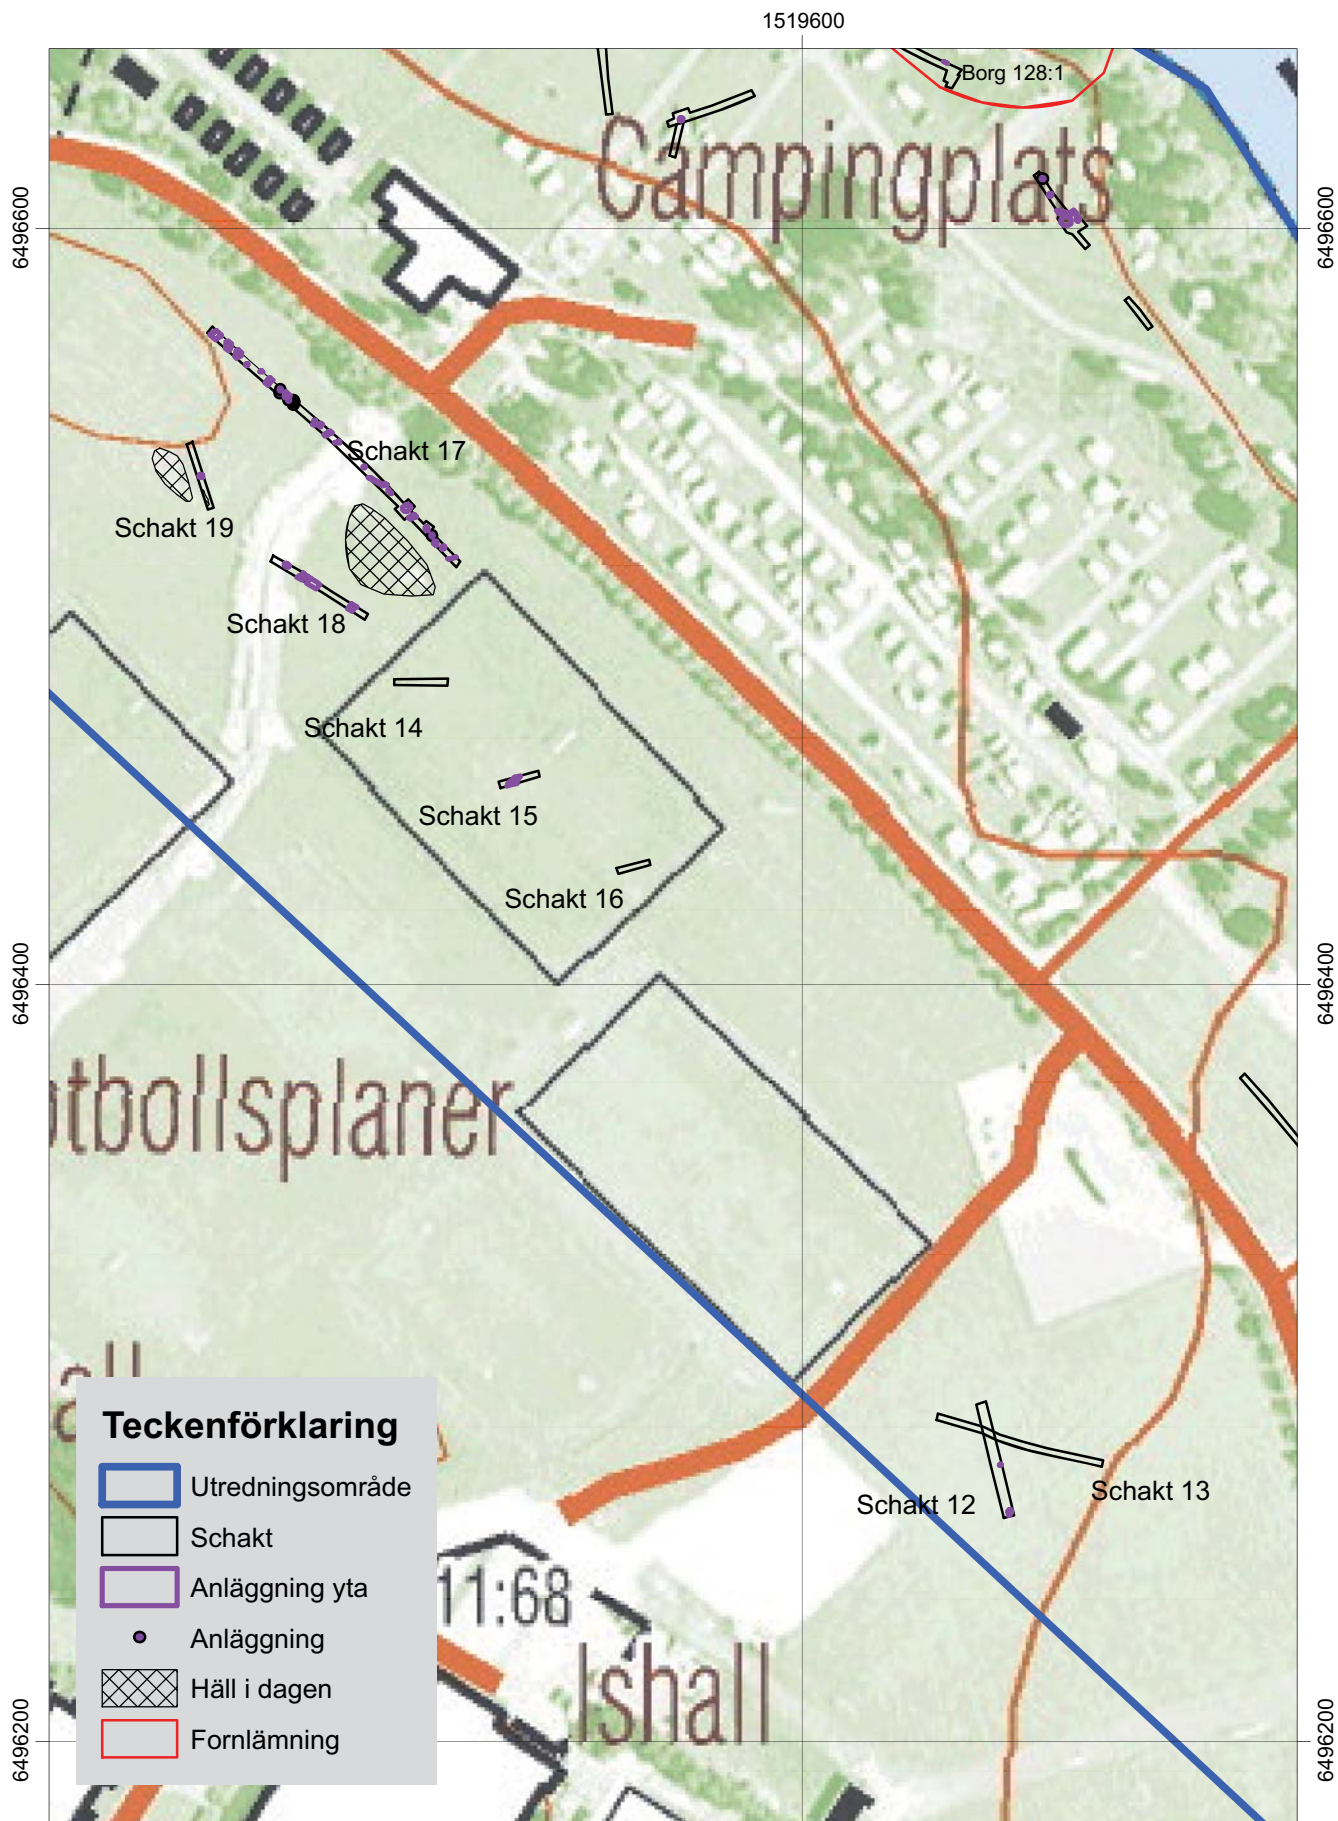 1519600
Borg 128:1
Campingplats
6496600
6496600
Schakt 17
Schakt 19
Schakt 18
Schakt 14
Schakt 15
Schakt 16
6496400
6496400
otbollsplaner
all
Teckenförklaring
Utredningsområde
Schakt
Anläggning yta
Anläggning
Häll i dagen
Fornlämning
Schakt 13
Schakt 12
11:68
Ishall
6496200
6496200